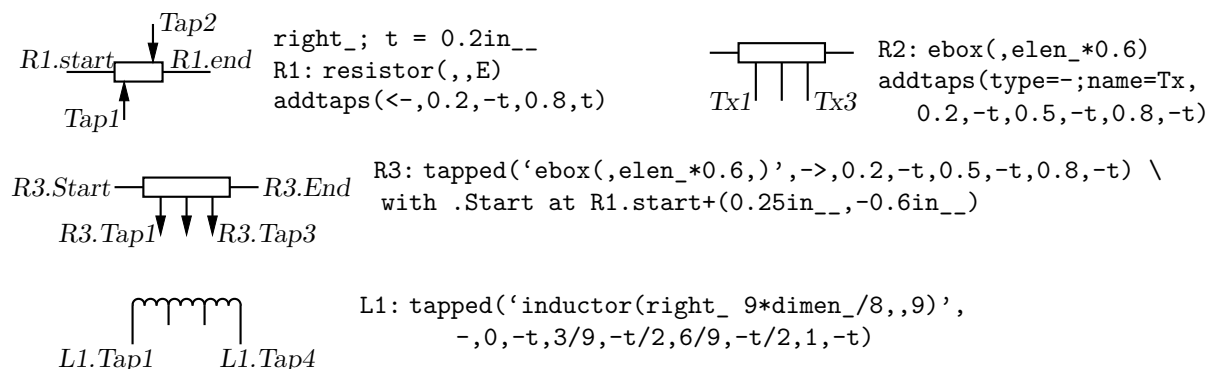 Tap2
R1.start
R1.end
Tap1
right_; t = 0.2in__
R1: resistor(,,E)
addtaps(<-,0.2,-t,0.8,t)
Tx1
Tx3
R2: ebox(,elen_*0.6)
addtaps(type=-;name=Tx,
0.2,-t,0.5,-t,0.8,-t)
R3.Start
R3.End
R3.Tap1
R3.Tap3
R3: tapped(‘ebox(,elen_*0.6,)’,->,0.2,-t,0.5,-t,0.8,-t) \
with .Start at R1.start+(0.25in__,-0.6in__)
L1.Tap1
L1.Tap4
L1: tapped(‘inductor(right_ 9*dimen_/8,,9)’,
-,0,-t,3/9,-t/2,6/9,-t/2,1,-t)